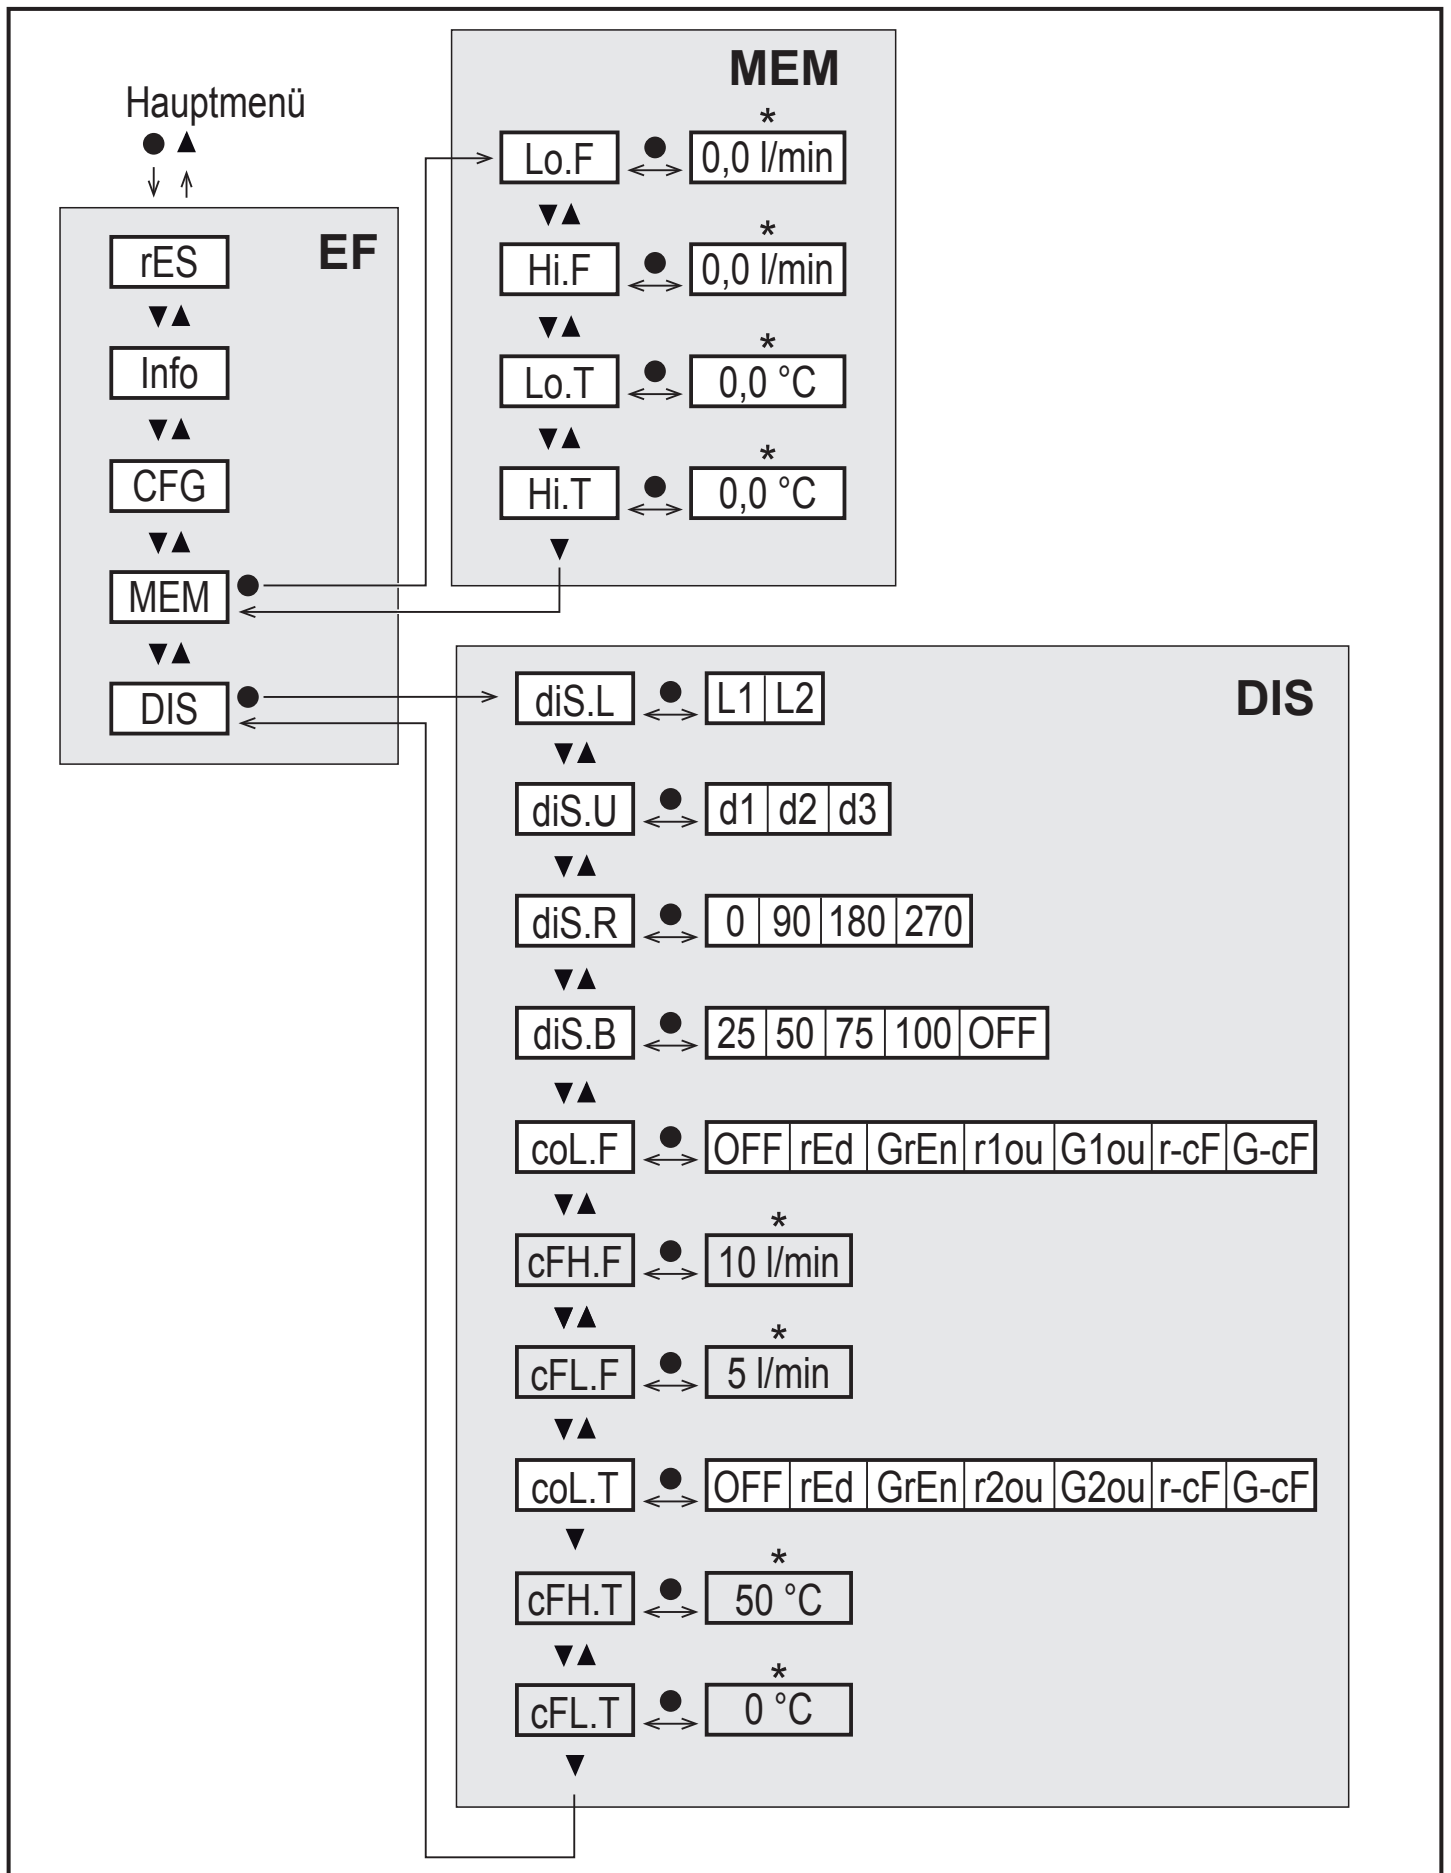 Hauptmenü
EF
rES
Info
CFG
MEM
DIS
MEM
Lo.F 0,0 l/min *
Hi.F 0,0 l/min *
Lo.T 0,0 °C *
Hi.T 0,0 °C *
DIS
diS.L L1 L2
diS.U d1 d2 d3
diS.R 0 90 180 270
diS.B 25 50 75 100 OFF
coL.F OFF rEd GrEn r1ou G1ou r-cF G-cF
cFH.F 10 l/min *
cFL.F 5 l/min *
coL.T OFF rEd GrEn r2ou G2ou r-cF G-cF
cFH.T 50 °C *
cFL.T 0 °C *